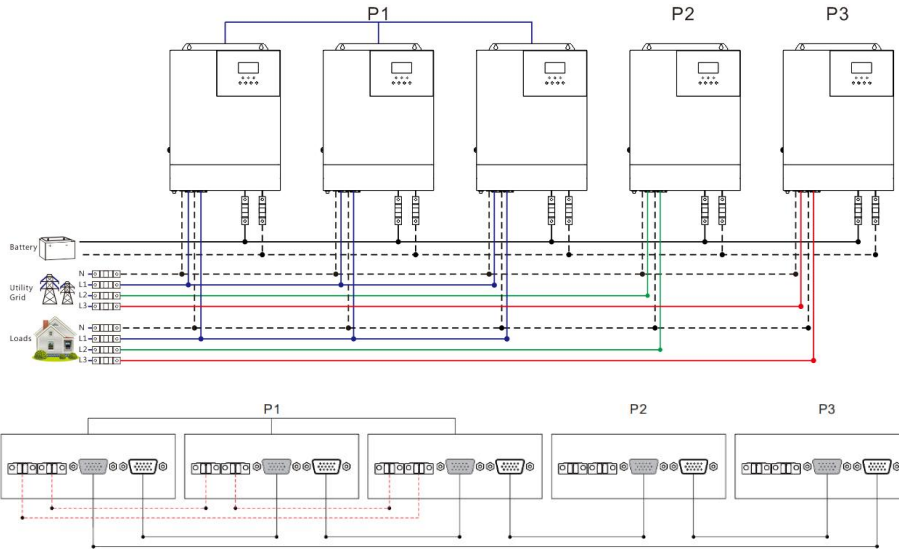 P1 P2 P3
Battery
N
Utility Grid
L1
L2
L3
N
Loads
L1
L2
L3
P1 P2 P3